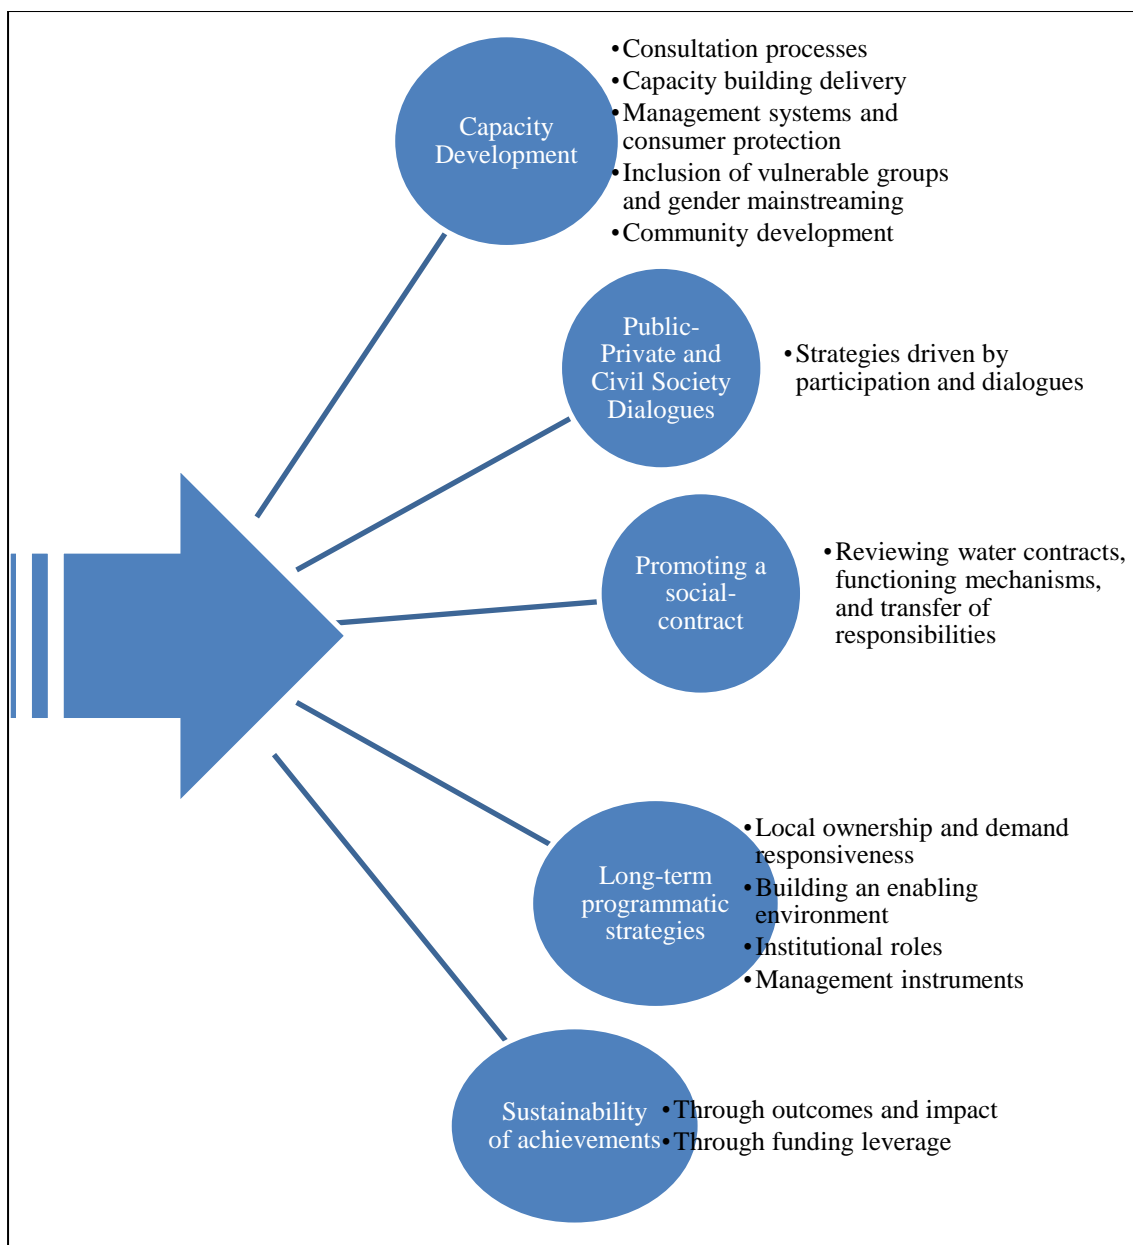 Capacity
Development
•Consultation processes
•Capacity building delivery
•Management systems and
consumer protection
•Inclusion of vulnerable groups
and gender mainstreaming
•Community development
Public-
Private and
Civil Society
Dialogues
•Strategies driven by
participation and dialogues
Promoting a
social-
contract
•Reviewing water contracts,
functioning mechanisms,
and transfer of
responsibilities
Long-term
programmatic
strategies
•Local ownership and demand
responsiveness
•Building an enabling
environment
•Institutional roles
•Management instruments
Sustainability
of achievements
•Through outcomes and impact
•Through funding leverage